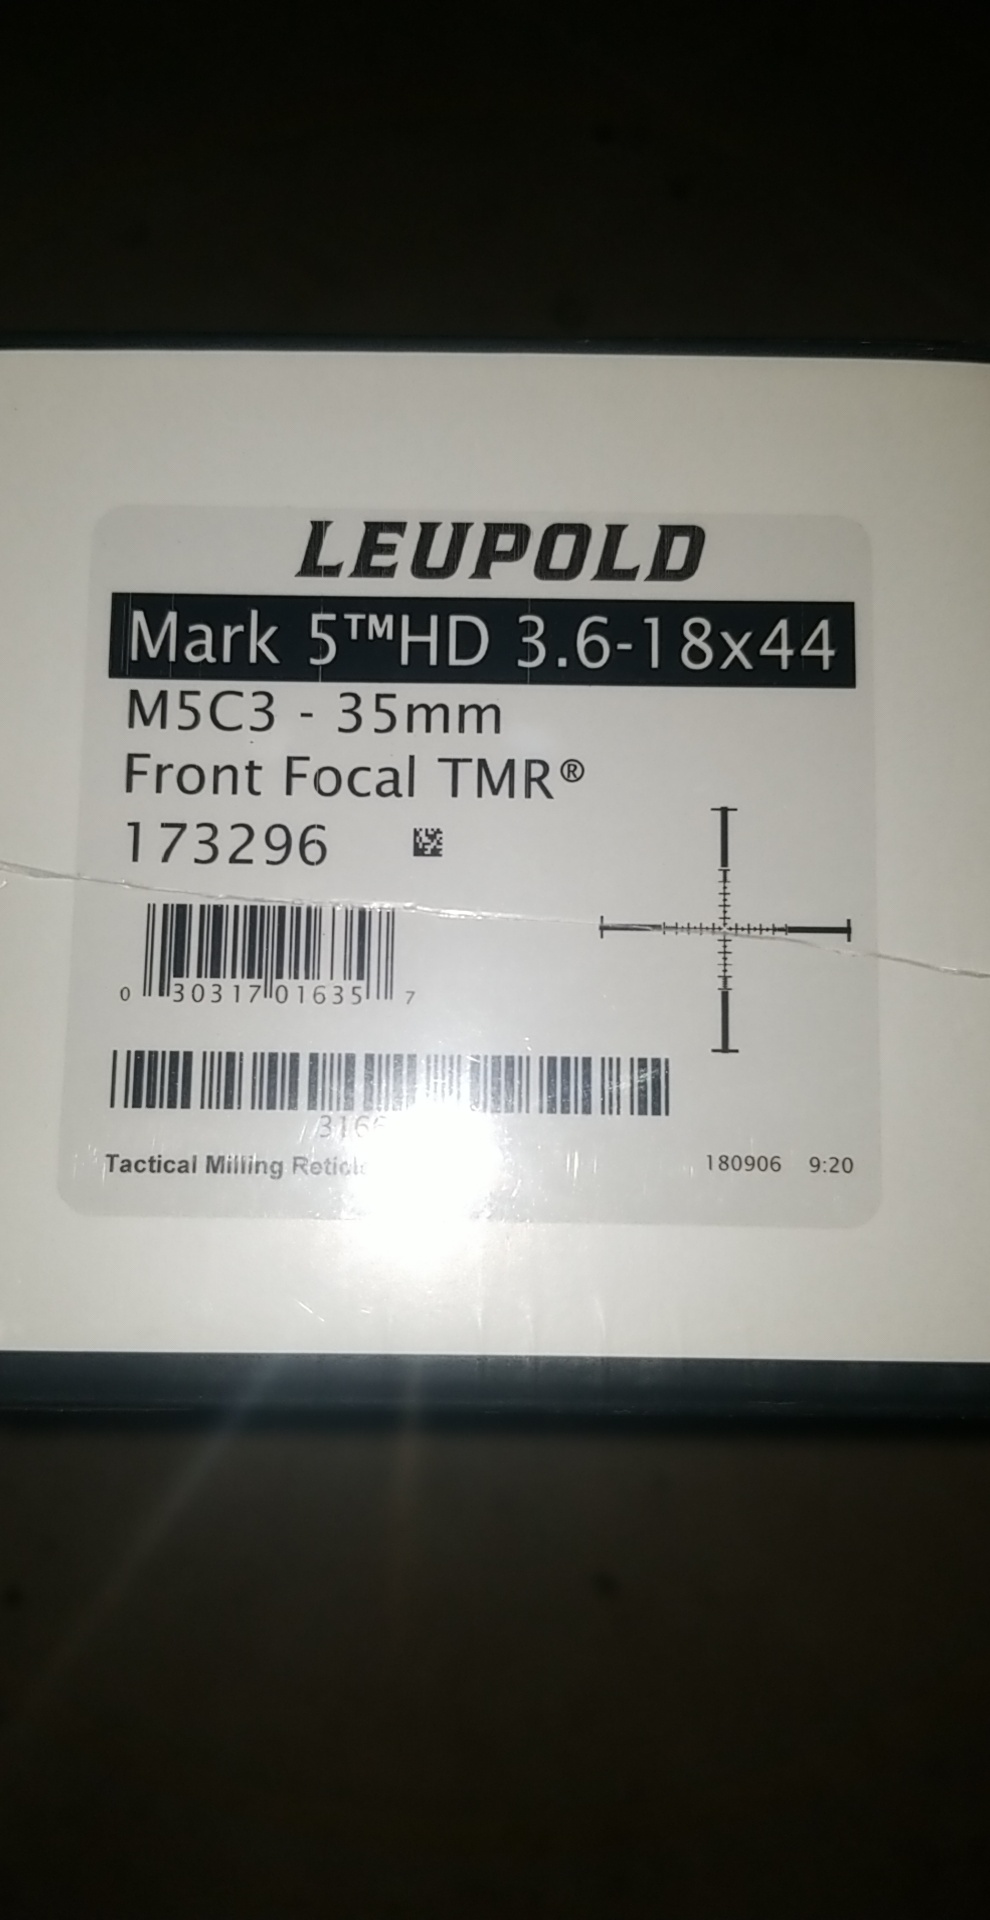 LEUPOLD
Mark 5™HD 3.6-18x44
M5C3 - 35mm
Front Focal TMR®
173296
0 30317 01635 7
Tactical Milling
180906 9:20